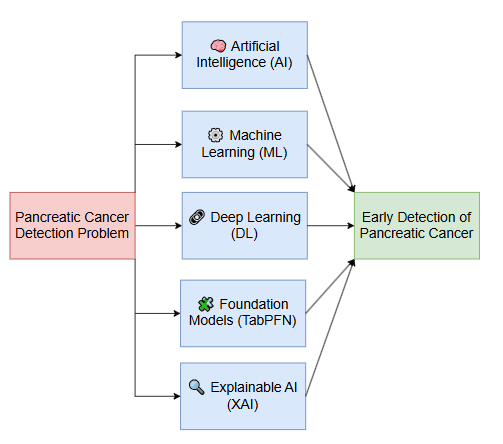 🧠 Artificial
Intelligence (AI)
⚙️ Machine
Learning (ML)
Pancreatic Cancer
Detection Problem
🔗 Deep Learning
(DL)
Early Detection of
Pancreatic Cancer
🧩 Foundation
Models (TabPFN)
🔍 Explainable AI
(XAI)